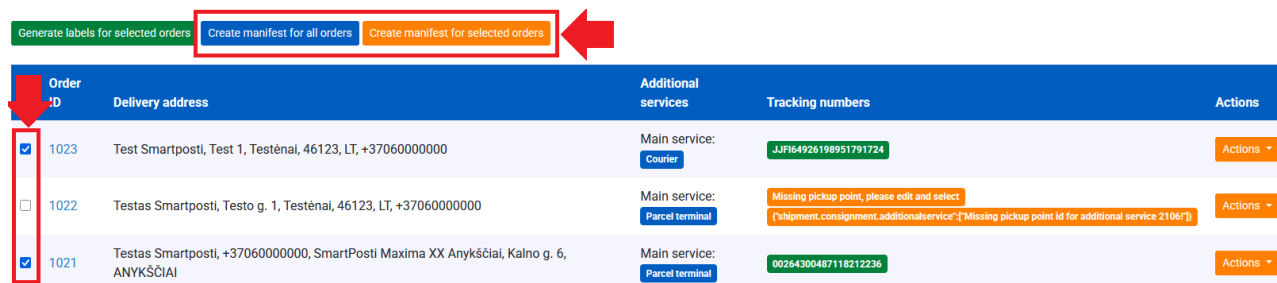 Generate labels for selected orders Create manifest for all orders Create manifest for selected orders
Order
ID Delivery address Additional
services Tracking numbers Actions
1023 Test Smartposti, Test 1, Testėnai, 46123, LT, +37060000000 Main service:
Courier JJFI64926198951791724 Actions
1022 Testas Smartposti, Testo g. 1, Testėnai, 46123, LT, +37060000000 Main service:
Parcel terminal Missing pickup point, please edit and select
{"shipment.consignment.additionalservice":["Missing pickup point id for additional service 2106!"]} Actions
1021 Testas Smartposti, +37060000000, SmartPosti Maxima XX Anykščiai, Kalno g. 6,
ANYKŠČIAI Main service:
Parcel terminal 00264300487118212236 Actions